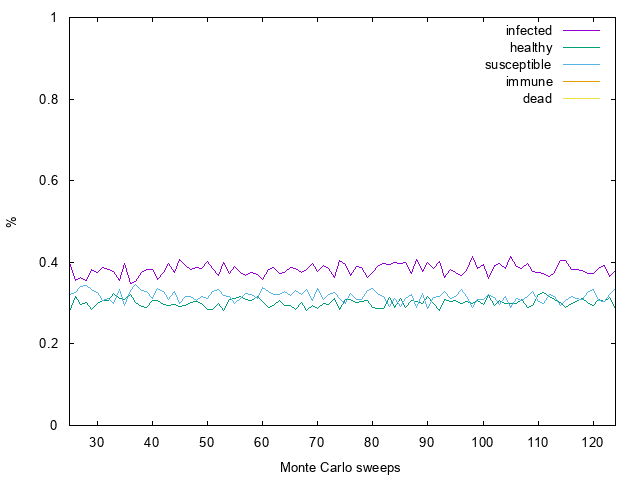 1
0.8
0.6
0.4
0.2
0
%
30 40 50 60 70 80 90 100 110 120
Monte Carlo sweeps
infected
healthy
susceptible
immune
dead